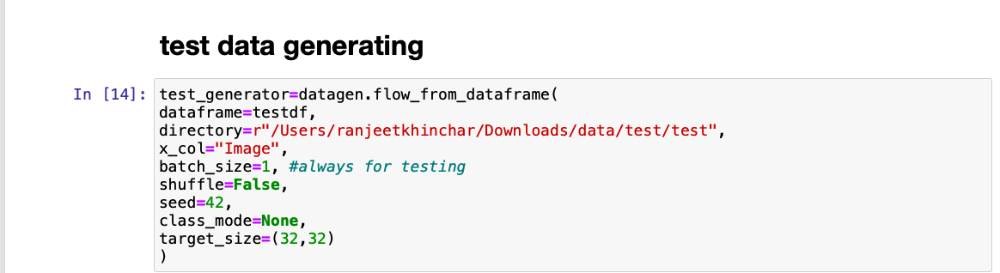 test data generating
In [14]: test_generator=datagen.flow_from_dataframe(
dataframe=testdf,
directory=r"/Users/ranjeetkhinchar/Downloads/data/test/test",
x_col="Image",
batch_size=1, #always for testing
shuffle=False,
seed=42,
class_mode=None,
target_size=(32,32)
)